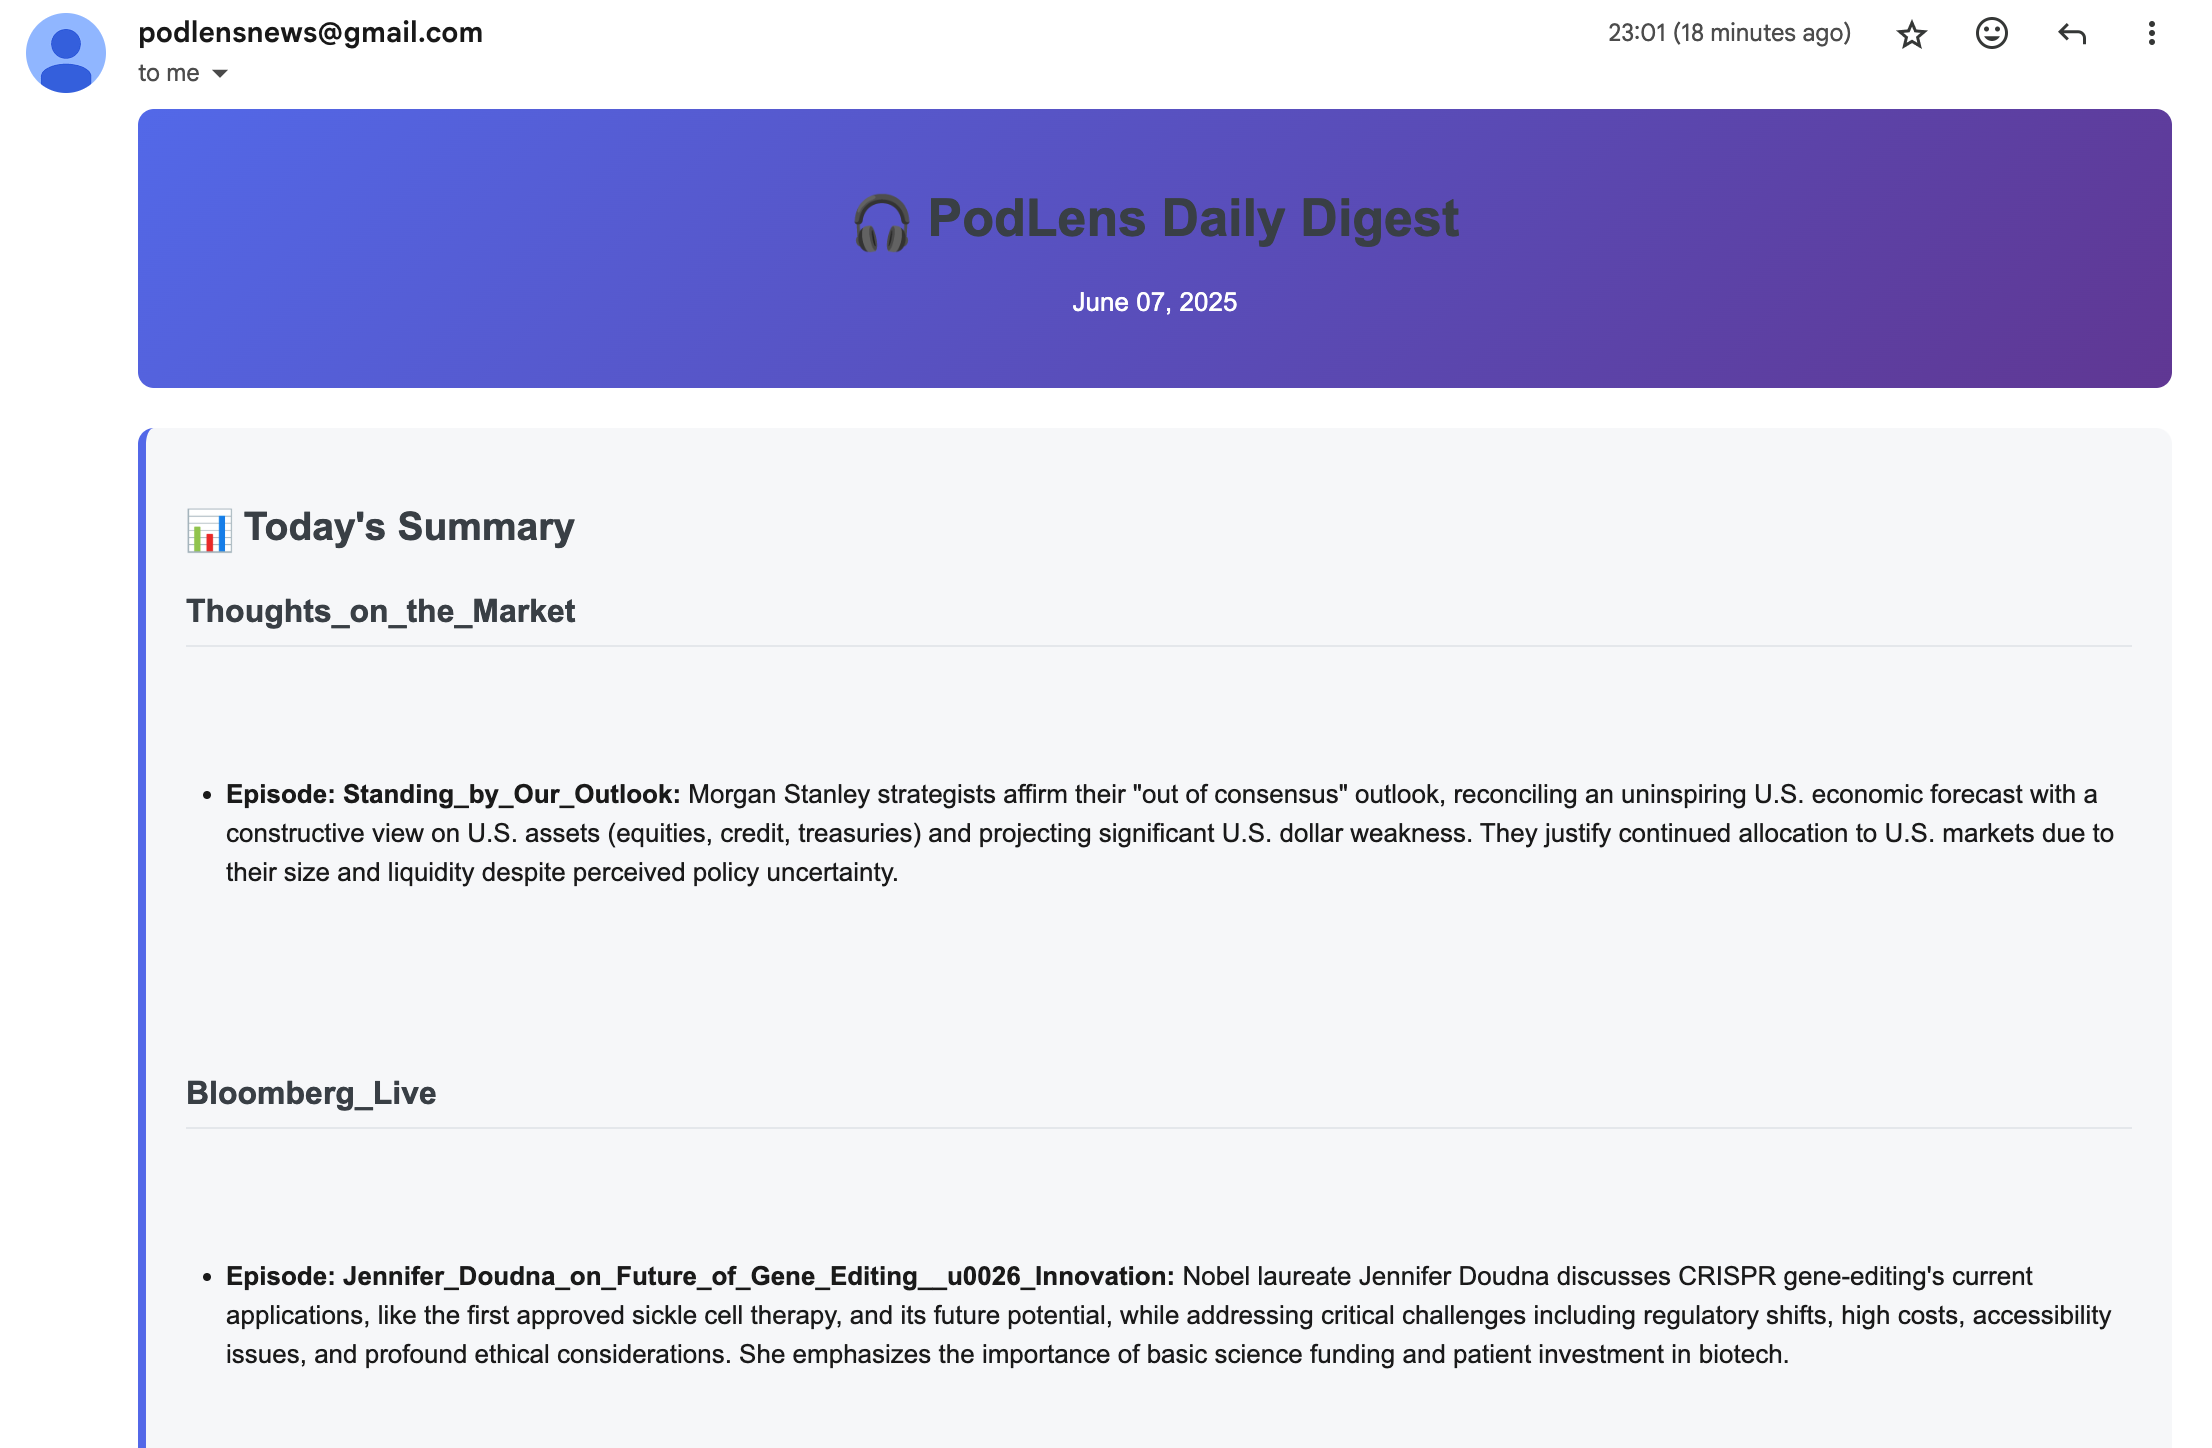 podlensnews@gmail.com
23:01 (18 minutes ago)
to me
🎧 PodLens Daily Digest
June 07, 2025
📊 Today's Summary
Thoughts_on_the_Market
• Episode: Standing_by_Our_Outlook: Morgan Stanley strategists affirm their "out of consensus" outlook, reconciling an uninspiring U.S. economic forecast with a
constructive view on U.S. assets (equities, credit, treasuries) and projecting significant U.S. dollar weakness. They justify continued allocation to U.S. markets due to
their size and liquidity despite perceived policy uncertainty.
Bloomberg_Live
• Episode: Jennifer_Doudna_on_Future_of_Gene_Editing__u0026_Innovation: Nobel laureate Jennifer Doudna discusses CRISPR gene-editing's current
applications, like the first approved sickle cell therapy, and its future potential, while addressing critical challenges including regulatory shifts, high costs, accessibility
issues, and profound ethical considerations. She emphasizes the importance of basic science funding and patient investment in biotech.